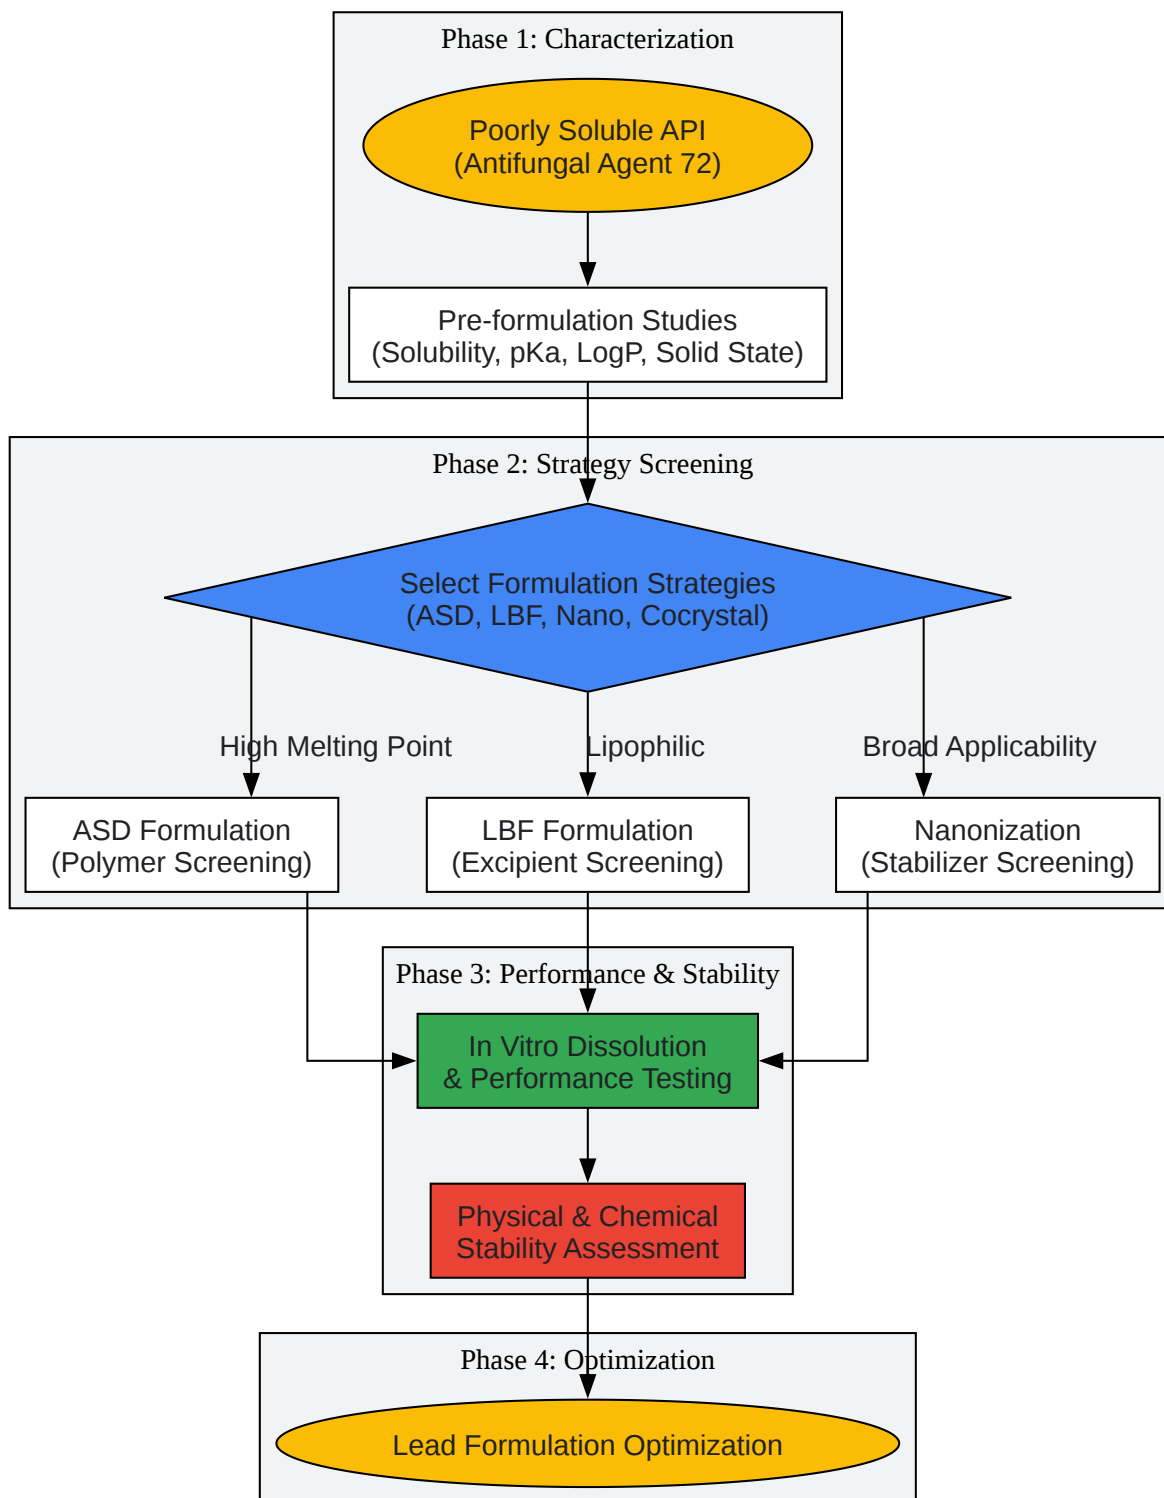 Phase 1: Characterization
Poorly Soluble API
(Antifungal Agent 72)
Pre-formulation Studies
(Solubility, pKa, LogP, Solid State)
Phase 2: Strategy Screening
Select Formulation Strategies
(ASD, LBF, Nano, Cocrystal)
High Melting Point
Lipophilic
Broad Applicability
ASD Formulation
(Polymer Screening)
LBF Formulation
(Excipient Screening)
Nanonization
(Stabilizer Screening)
Phase 3: Performance & Stability
In Vitro Dissolution
& Performance Testing
Physical & Chemical
Stability Assessment
Phase 4: Optimization
Lead Formulation Optimization